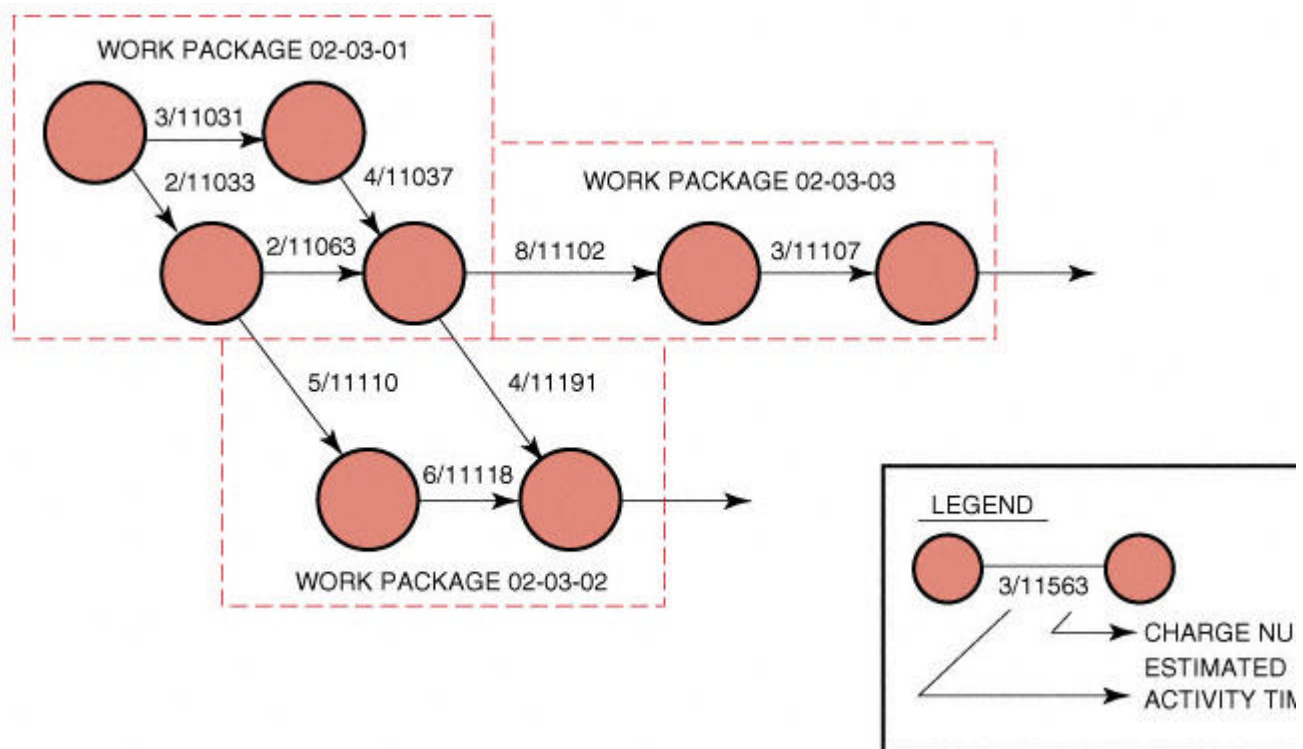 WORK PACKAGE 02-03-01
3/11031
2/11033
4/11037
WORK PACKAGE 02-03-03
2/11063
8/11102
3/11107
5/11110
4/11191
6/11118
WORK PACKAGE 02-03-02
LEGEND
3/11563
CHARGE NU
ESTIMATED
ACTIVITY TIM